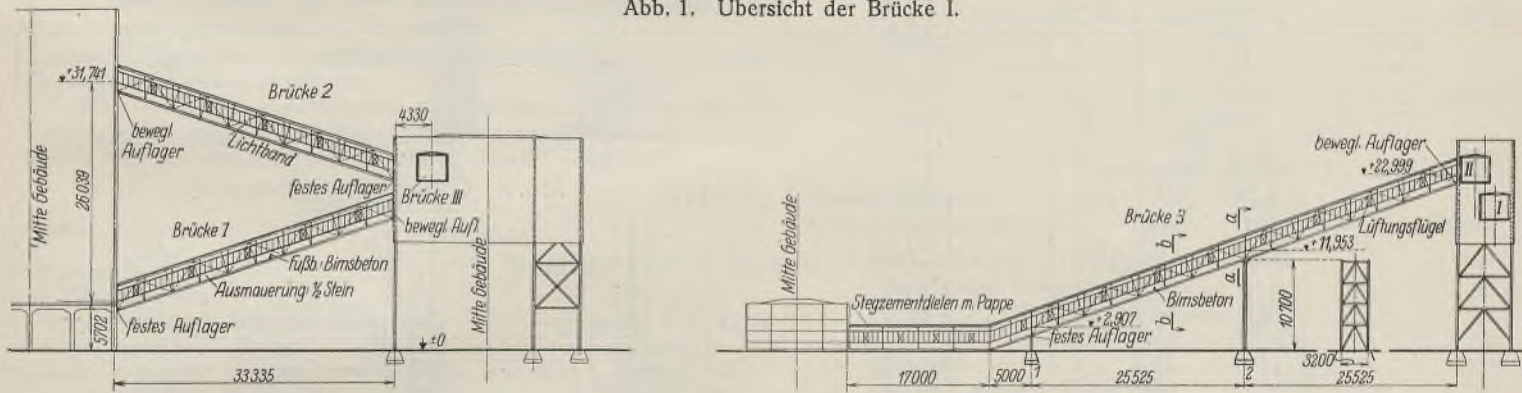 Abb. 1. Übersicht der Brücke I.
+31,741
Brücke 2
4330
bewegl.
Auflager
Lichtband
Mitte Gebäude
26039
festes Auflager
Brücke III
Brücke 1
bewegl. Aufl.
Fußb.: Bimsbeton
Ausmauerung: ½ Stein
Mitte Gebäude
festes Auflager
5702
±0
33335
bewegl. Auflager
+22,999
II
I
Brücke 3
a
b
Lüftungsflügel
+11,953
Mitte Gebäude
a
Bimsbeton
Stegzementdielen m. Pappe
b
10700
+2,907
festes Auflager
3200
17000
5000
1
25525
2
25525